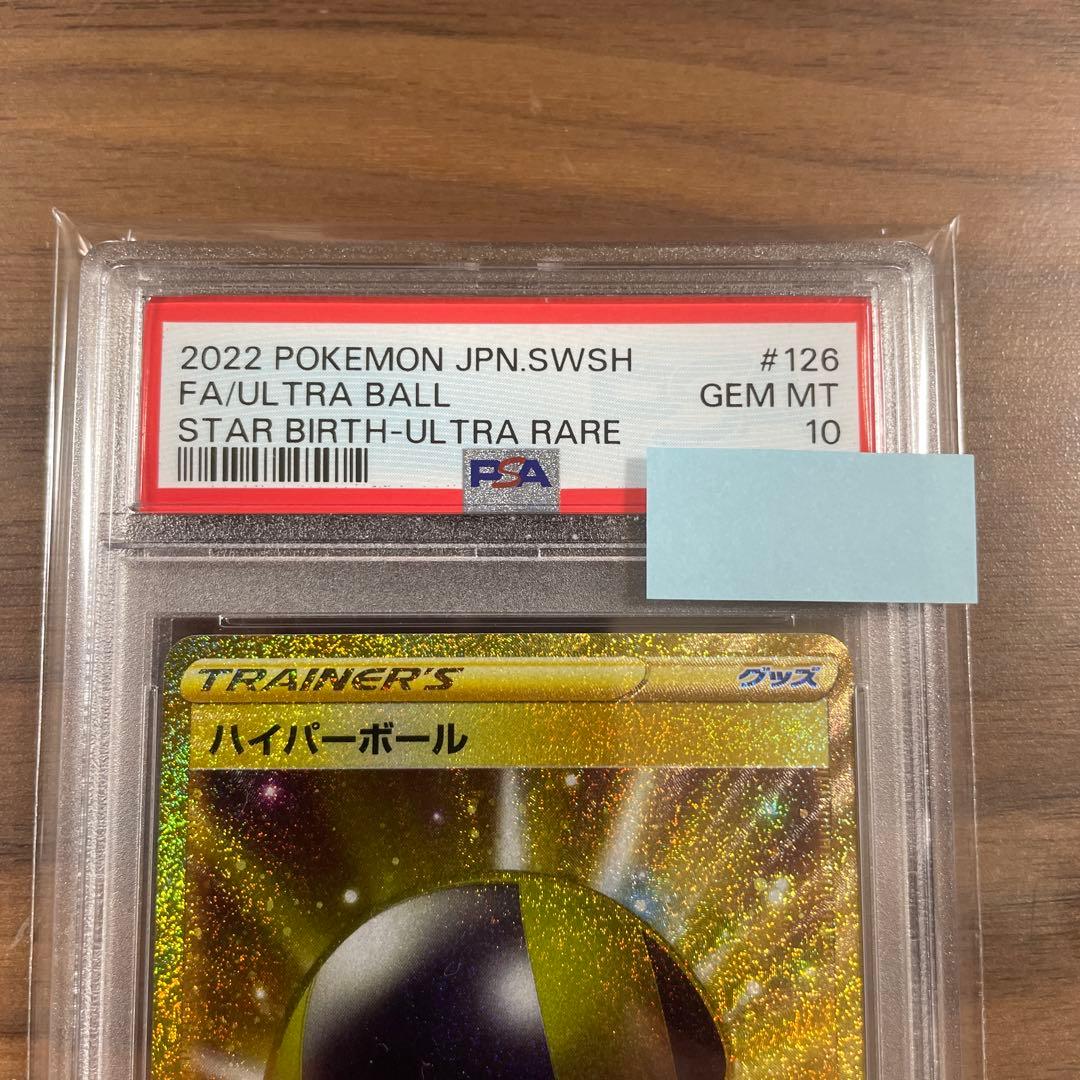 2022 POKEMON JPN.SWSH #126
FA/ULTRA BALL GEM MT
STAR BIRTH-ULTRA RARE 10
PSA
TRAINER'S グッズ
ハイパーボール